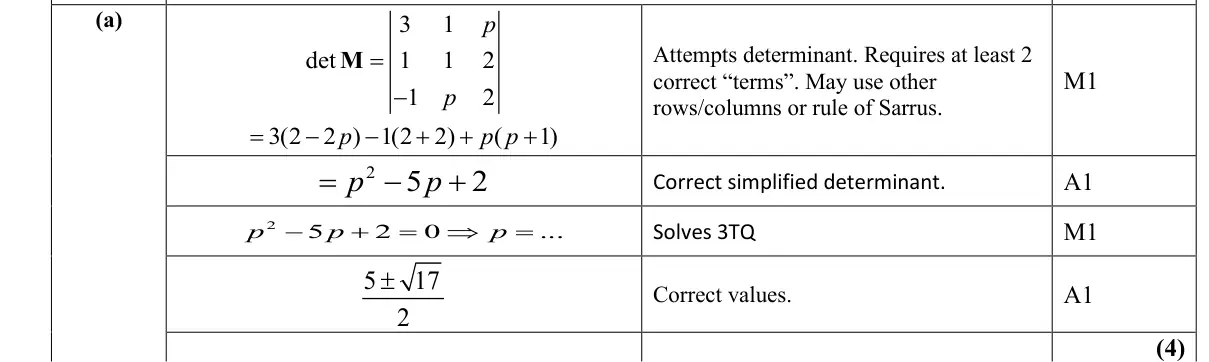 (a)
3 1 p
det M = 1 1 2
−1 p 2
= 3(2 − 2p) − 1(2 + 2) + p(p + 1)
Attempts determinant. Requires at least 2
correct “terms”. May use other
rows/columns or rule of Sarrus.
M1
= p² − 5p + 2
Correct simplified determinant.
A1
p² − 5p + 2 = 0 ⇒ p = ...
Solves 3TQ
M1
5 ± √17
2
Correct values.
A1
(4)